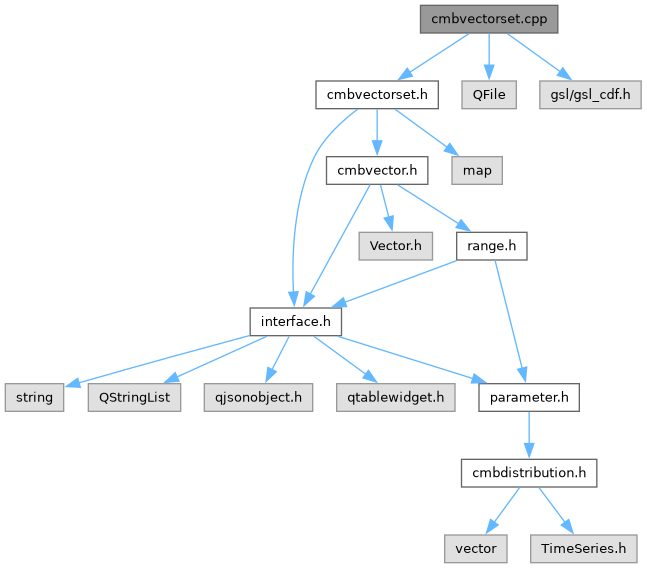 cmbvectorset.cpp
cmbvectorset.h
QFile
gsl/gsl_cdf.h
cmbvector.h
map
Vector.h
range.h
interface.h
string
QStringList
qjsonobject.h
qtablewidget.h
parameter.h
cmbdistribution.h
vector
TimeSeries.h